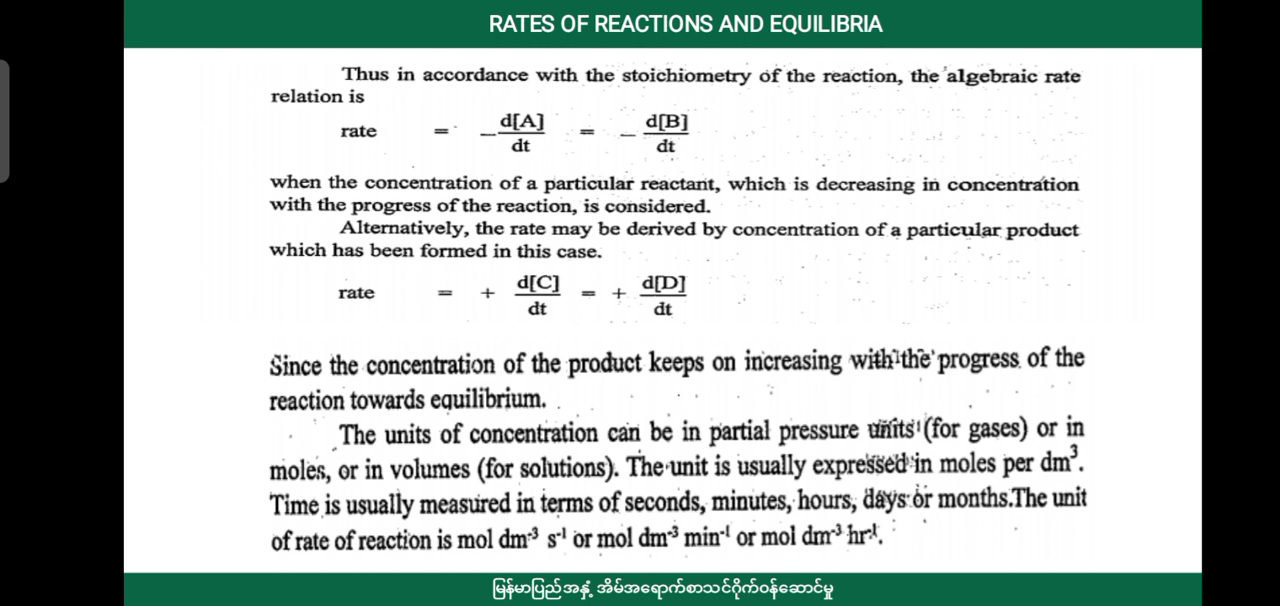 RATES OF REACTIONS AND EQUILIBRIA
Thus in accordance with the stoichiometry of the reaction, the algebraic rate
relation is
rate = − d[A]/dt = − d[B]/dt
when the concentration of a particular reactant, which is decreasing in concentration
with the progress of the reaction, is considered.
Alternatively, the rate may be derived by concentration of a particular product
which has been formed in this case.
rate = + d[C]/dt = + d[D]/dt
Since the concentration of the product keeps on increasing with the progress of the
reaction towards equilibrium.
The units of concentration can be in partial pressure units (for gases) or in
moles, or in volumes (for solutions). The unit is usually expressed in moles per dm³.
Time is usually measured in terms of seconds, minutes, hours, days or months.The unit
of rate of reaction is mol dm⁻³ s⁻¹ or mol dm⁻³ min⁻¹ or mol dm⁻³ hr⁻¹.
မြန်မာပြည်အနှံ့ အိမ်အရောက်စာသင်ဂိုက်ဝန်ဆောင်မှု